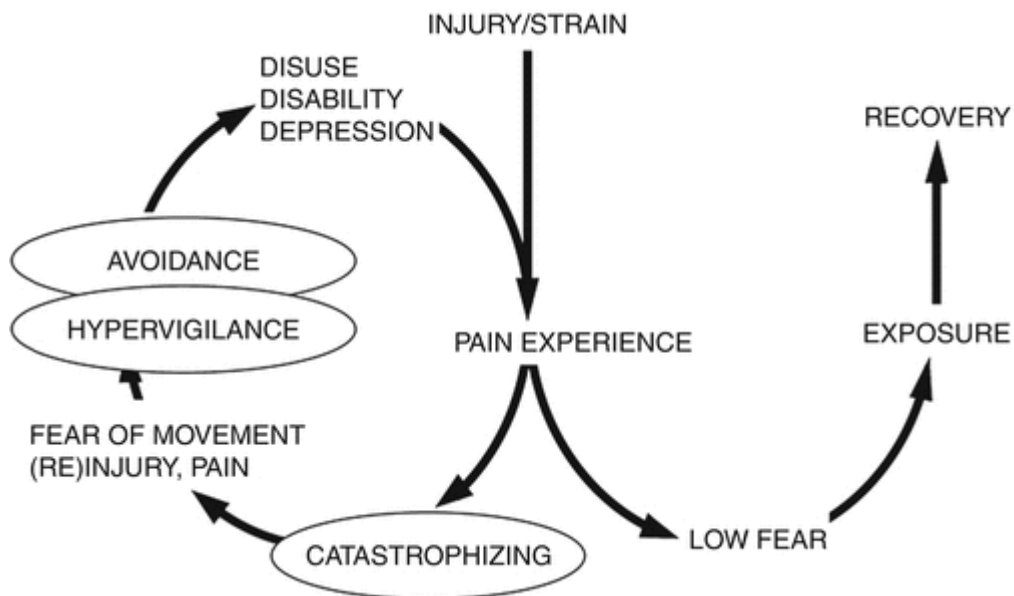 INJURY/STRAIN
DISUSE
DISABILITY
DEPRESSION
RECOVERY
AVOIDANCE
HYPERVIGILANCE
PAIN EXPERIENCE
EXPOSURE
FEAR OF MOVEMENT
(RE)INJURY, PAIN
LOW FEAR
CATASTROPHIZING